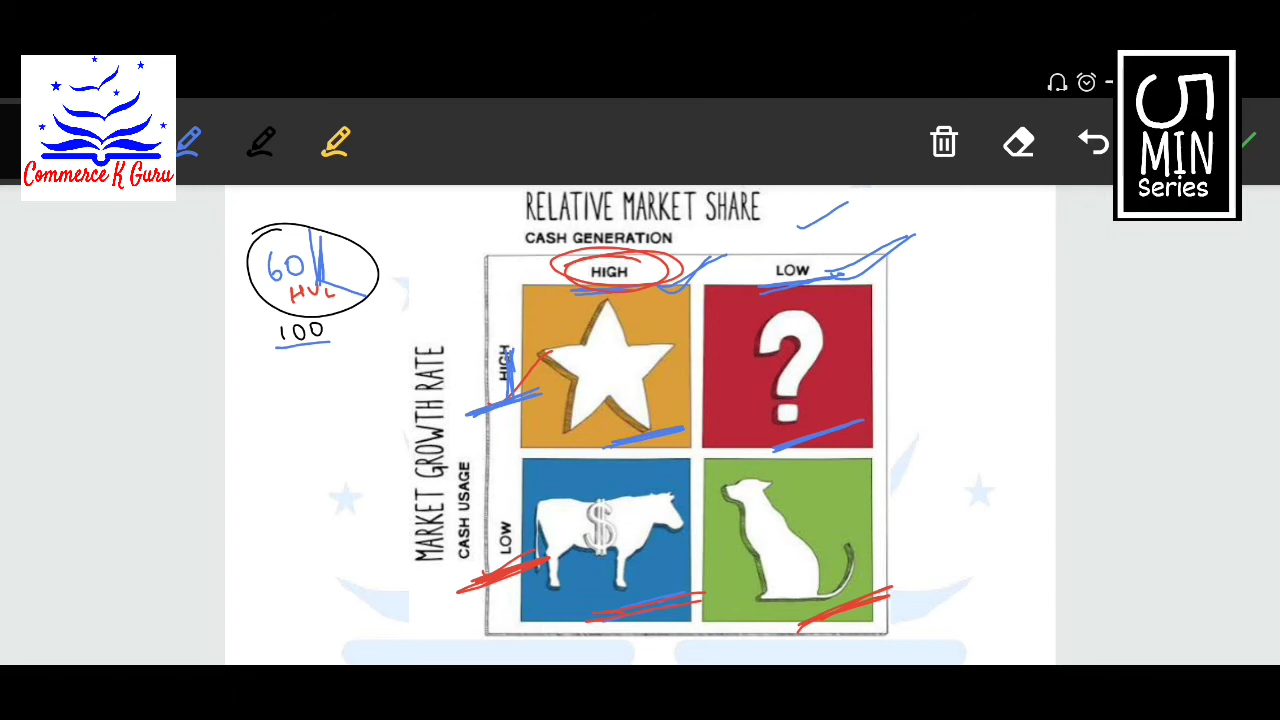 Commerce K Guru
5
MIN
Series
RELATIVE MARKET SHARE
CASH GENERATION
HIGH
LOW
60
HVL
100
MARKET GROWTH RATE
CASH USAGE
HIGH
LOW
?
$